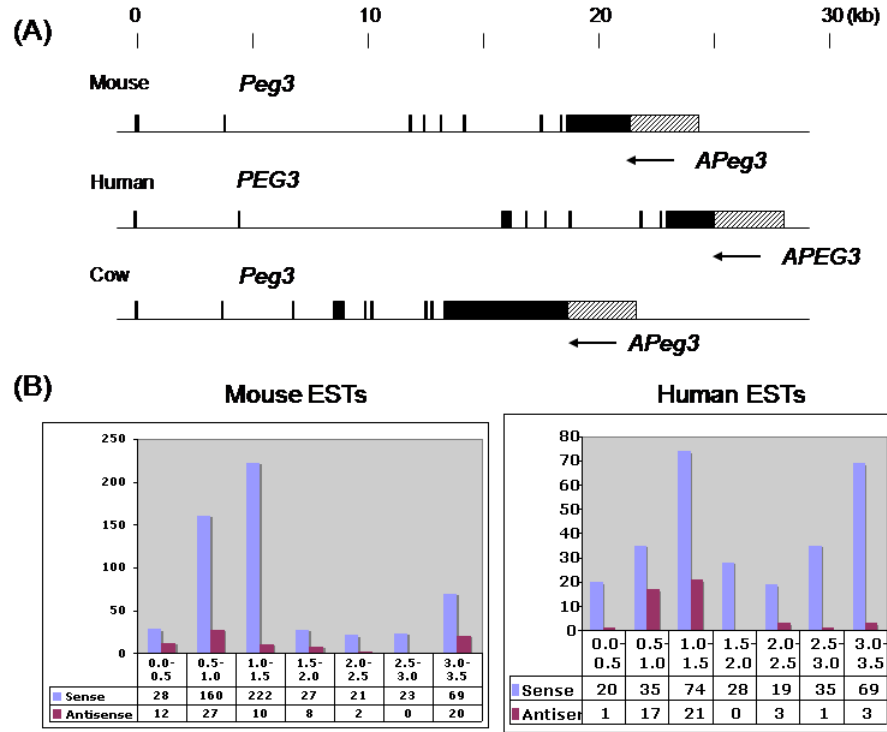 (A)
0 10 20 30 (kb)
Mouse Peg3
APeg3
Human PEG3
APEG3
Cow Peg3
APeg3
(B)
Mouse ESTs
250
200
150
100
50
0
0.0-0.5 0.5-1.0 1.0-1.5 1.5-2.0 2.0-2.5 2.5-3.0 3.0-3.5
Sense 28 160 222 27 21 23 69
Antisense 12 27 10 8 2 0 20
Human ESTs
80
70
60
50
40
30
20
10
0
0.0-0.5 0.5-1.0 1.0-1.5 1.5-2.0 2.0-2.5 2.5-3.0 3.0-3.5
Sense 20 35 74 28 19 35 69
Antiser 1 17 21 0 3 1 3